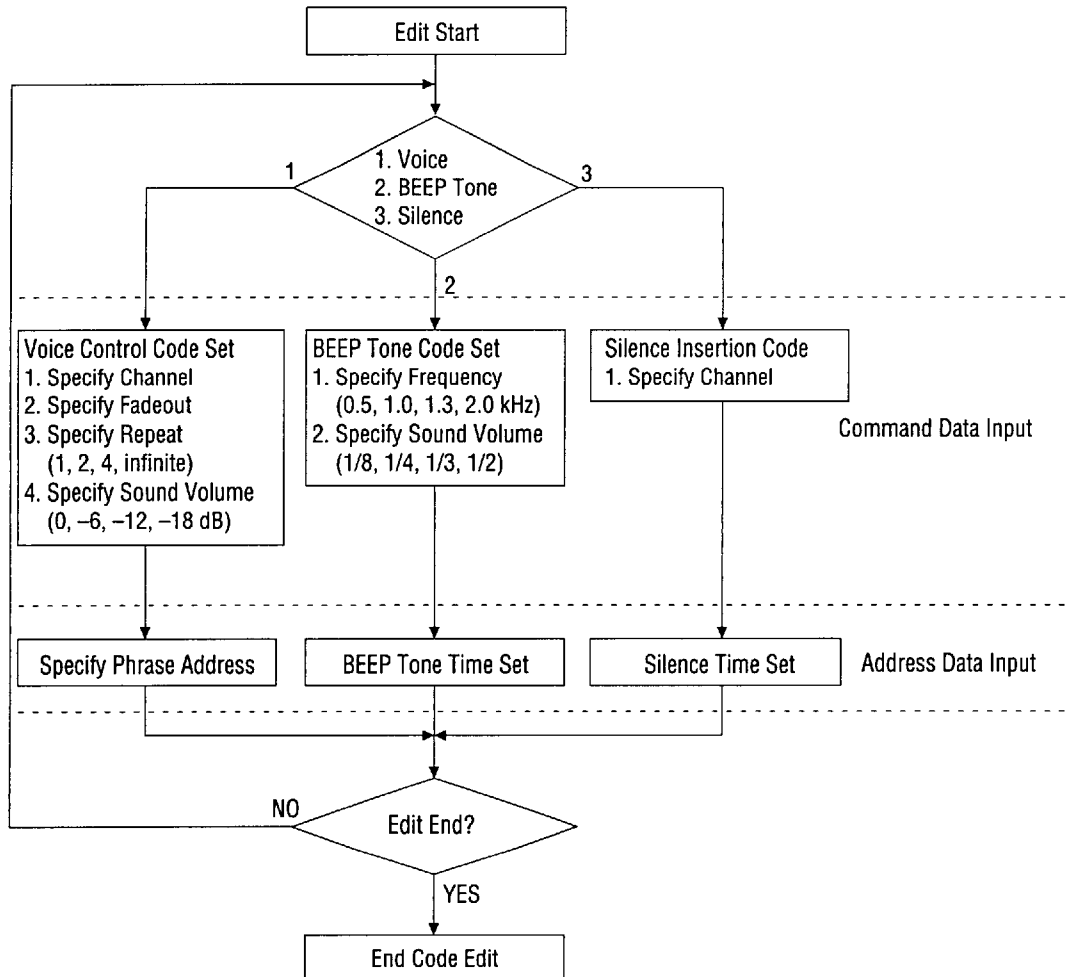 Edit Start
1
1. Voice
2. BEEP Tone
3. Silence
3
2
Voice Control Code Set
1. Specify Channel
2. Specify Fadeout
3. Specify Repeat
(1, 2, 4, infinite)
4. Specify Sound Volume
(0, –6, –12, –18 dB)
BEEP Tone Code Set
1. Specify Frequency
(0.5, 1.0, 1.3, 2.0 kHz)
2. Specify Sound Volume
(1/8, 1/4, 1/3, 1/2)
Silence Insertion Code
1. Specify Channel
Command Data Input
Specify Phrase Address
BEEP Tone Time Set
Silence Time Set
Address Data Input
NO
Edit End?
YES
End Code Edit